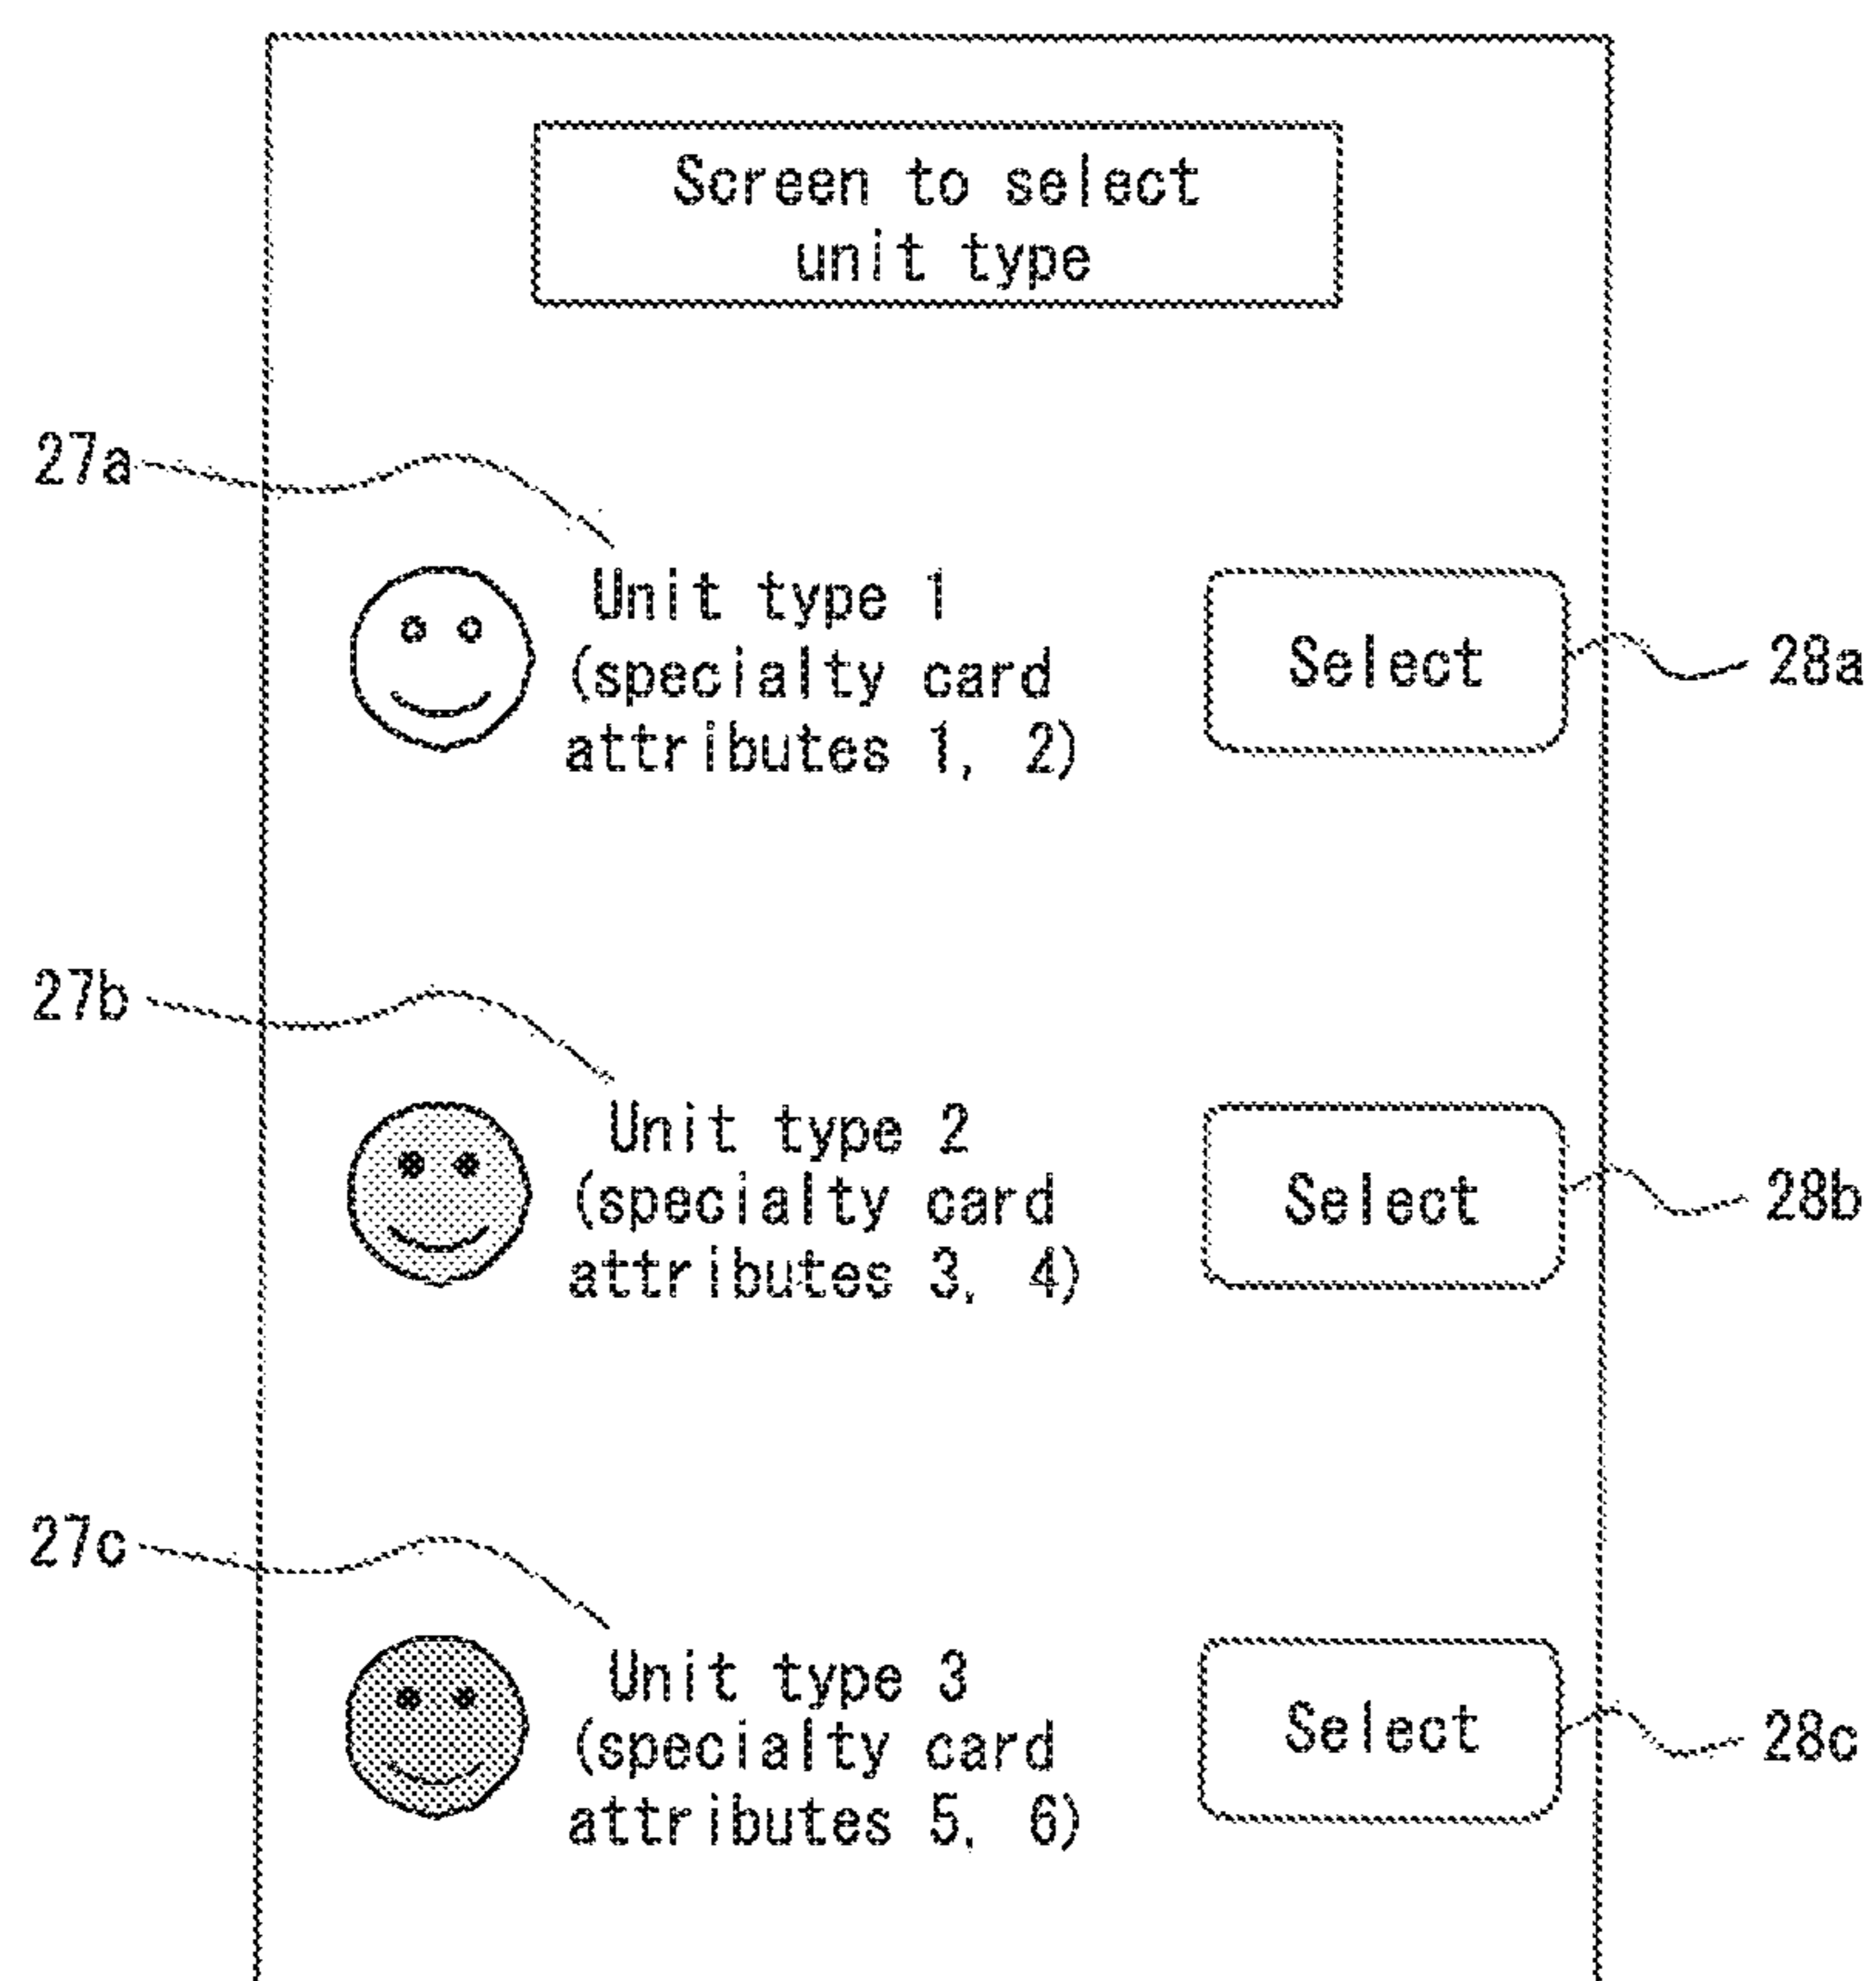 Screen to select
unit type
27a
Unit type 1
(specialty card
attributes 1, 2)
Select
28a
27b
Unit type 2
(specialty card
attributes 3, 4)
Select
28b
27c
Unit type 3
(specialty card
attributes 5, 6)
Select
28c